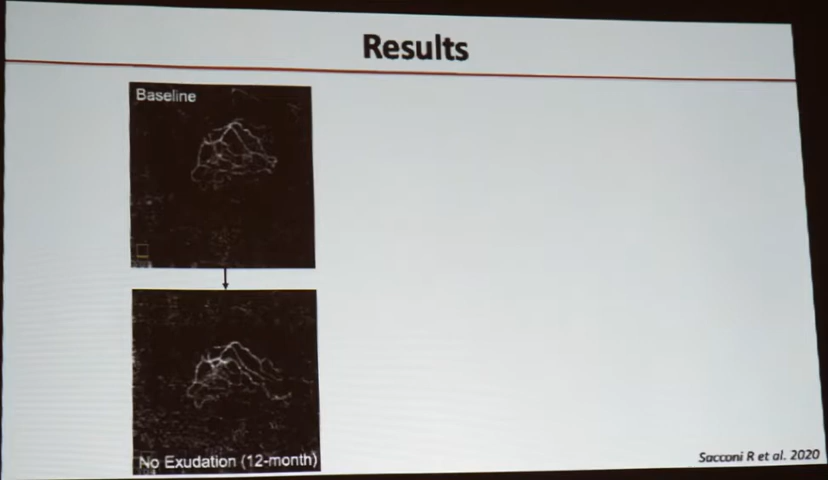 Results
Baseline
No Exudation (12-month)
Sacconi R et al. 2020